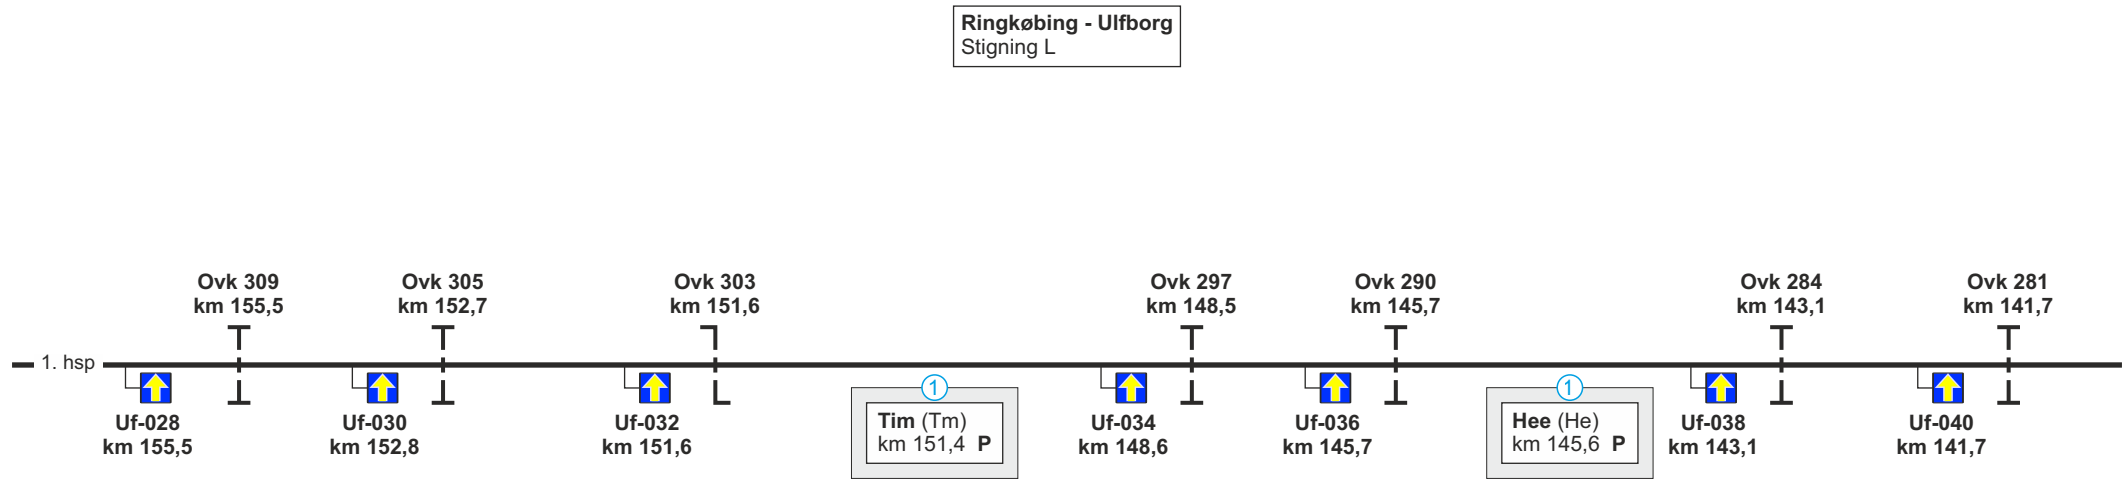 Ringkøbing - Ulfborg
Stigning L
Ovk 309
km 155,5
Ovk 305
km 152,7
Ovk 303
km 151,6
Ovk 297
km 148,5
Ovk 290
km 145,7
Ovk 284
km 143,1
Ovk 281
km 141,7
1. hsp
Uf-028
km 155,5
Uf-030
km 152,8
Uf-032
km 151,6
1
Tim (Tm)
km 151,4 P
Uf-034
km 148,6
Uf-036
km 145,7
1
Hee (He)
km 145,6 P
Uf-038
km 143,1
Uf-040
km 141,7